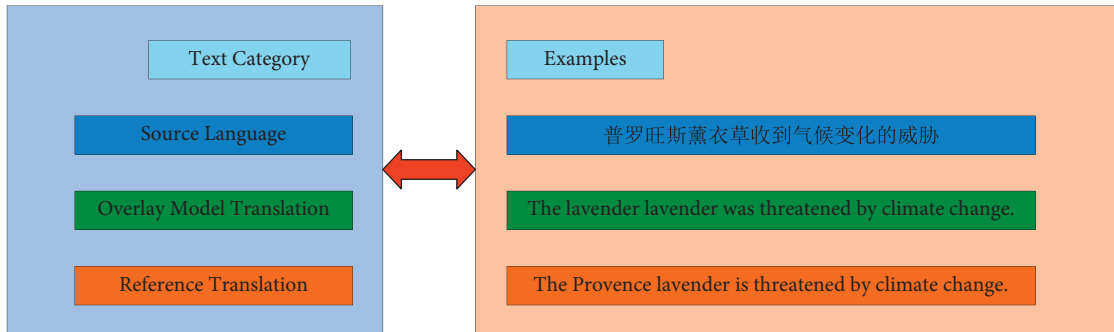 Text Category
Examples
Source Language
普罗旺斯薰衣草收到气候变化的威胁
Overlay Model Translation
The lavender lavender was threatened by climate change.
Reference Translation
The Provence lavender is threatened by climate change.